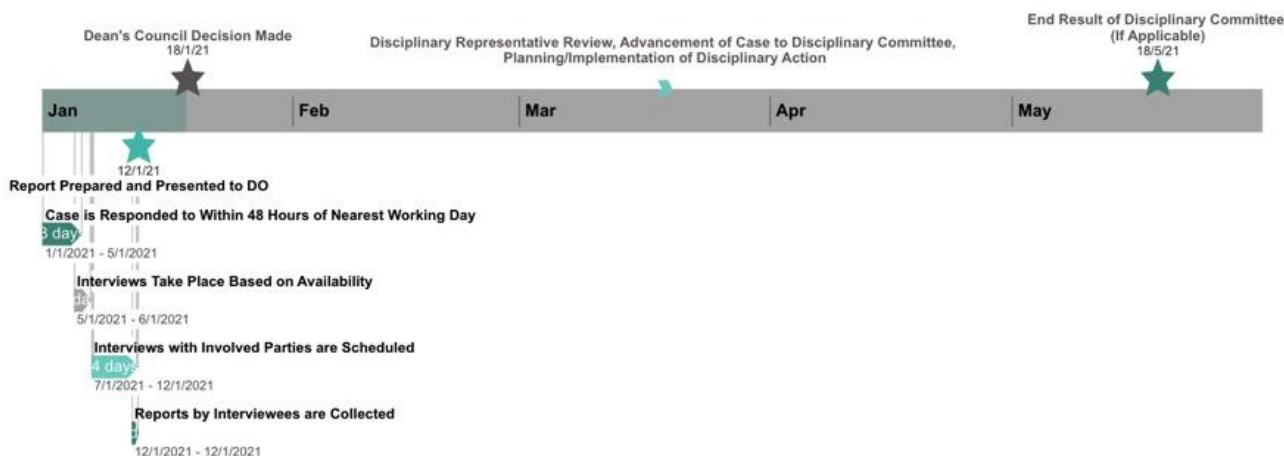 End Result of Disciplinary Committee
(If Applicable)
18/5/21
Dean's Council Decision Made
18/1/21
Disciplinary Representative Review, Advancement of Case to Disciplinary Committee,
Planning/Implementation of Disciplinary Action
Jan Feb Mar Apr May
12/1/21
Report Prepared and Presented to DO
Case is Responded to Within 48 Hours of Nearest Working Day
3 days
1/1/2021 - 5/1/2021
Interviews Take Place Based on Availability
da
5/1/2021 - 6/1/2021
Interviews with Involved Parties are Scheduled
4 days
7/1/2021 - 12/1/2021
Reports by Interviewees are Collected
12/1/2021 - 12/1/2021